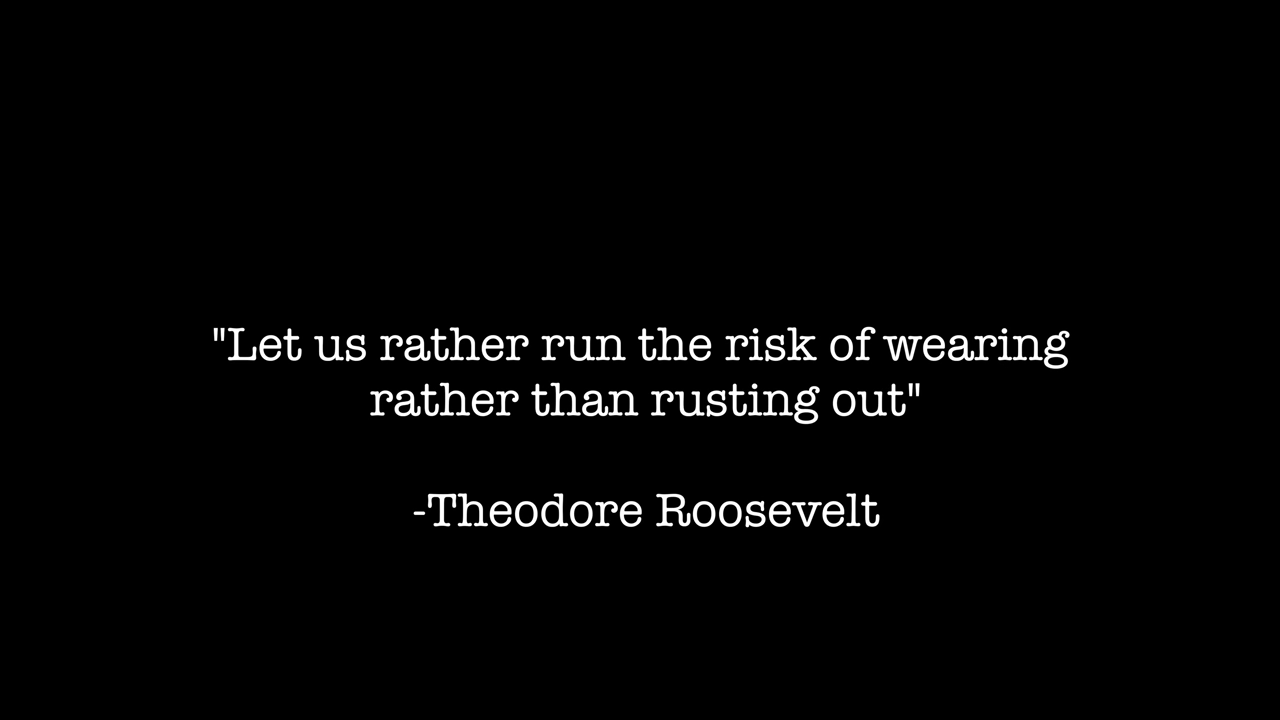 "Let us rather run the risk of wearing
rather than rusting out"
-Theodore Roosevelt